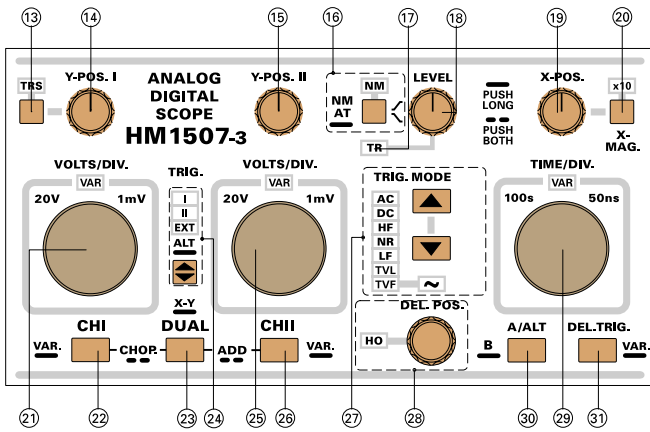 13 14 15 16 17 18 19 20
TRS
Y-POS. I
ANALOG
DIGITAL
SCOPE
HM1507-3
Y-POS. II
NM
AT
NM
LEVEL
TR
PUSH
LONG
PUSH
BOTH
X-POS.
x10
X-
MAG.
VOLTS/DIV.
VAR
20V 1mV
TRIG.
I
II
EXT
ALT
VOLTS/DIV.
VAR
20V 1mV
TRIG. MODE
AC
DC
HF
NR
LF
TVL
TVF
~
TIME/DIV.
VAR
100s 50ns
X-Y
CHI DUAL CHII
VAR. CHOP. ADD VAR.
DEL. POS.
HO
A/ALT DEL.TRIG.
B VAR.
21 22 23 24 25 26 27 28 30 29 31